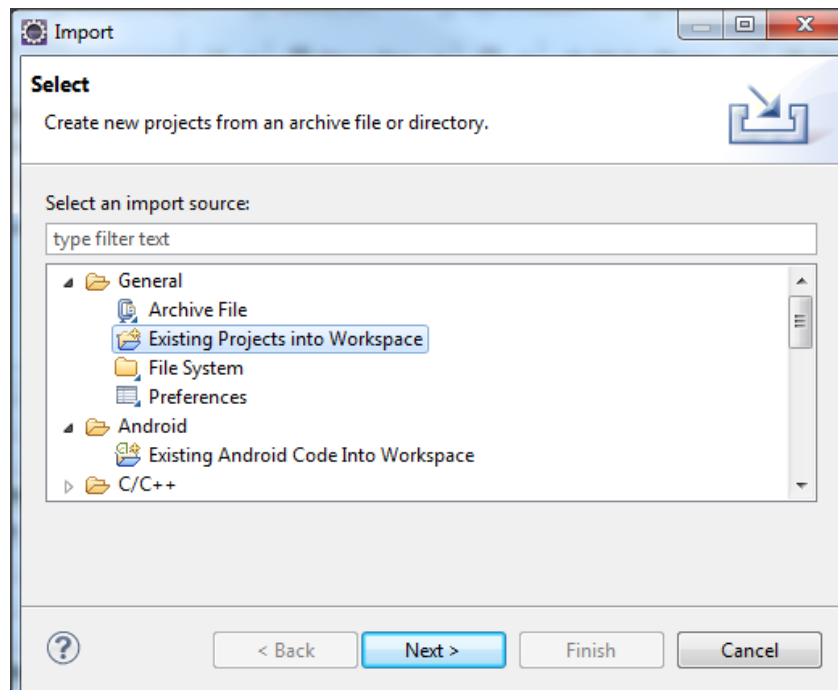 Import
Select
Create new projects from an archive file or directory.
Select an import source:
type filter text
General
Archive File
Existing Projects into Workspace
File System
Preferences
Android
Existing Android Code Into Workspace
C/C++
?
< Back Next > Finish Cancel